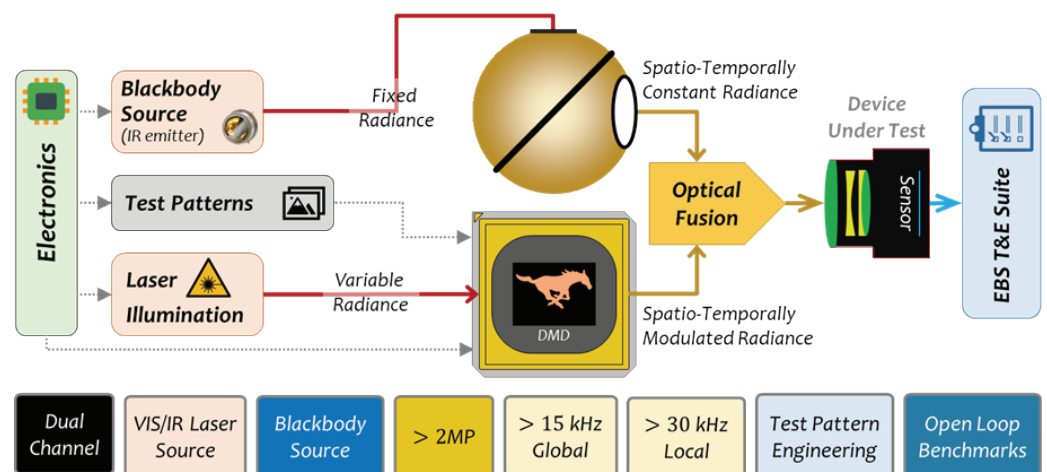 Electronics
Blackbody
Source
(IR emitter)
Fixed
Radiance
Spatio-Temporally
Constant Radiance
Test Patterns
Laser
Illumination
Variable
Radiance
DMD
Optical
Fusion
Spatio-Temporally
Modulated Radiance
Device
Under Test
Sensor
EBS T&E Suite
Dual
Channel
VIS/IR Laser
Source
Blackbody
Source
> 2MP
> 15 kHz
Global
> 30 kHz
Local
Test Pattern
Engineering
Open Loop
Benchmarks